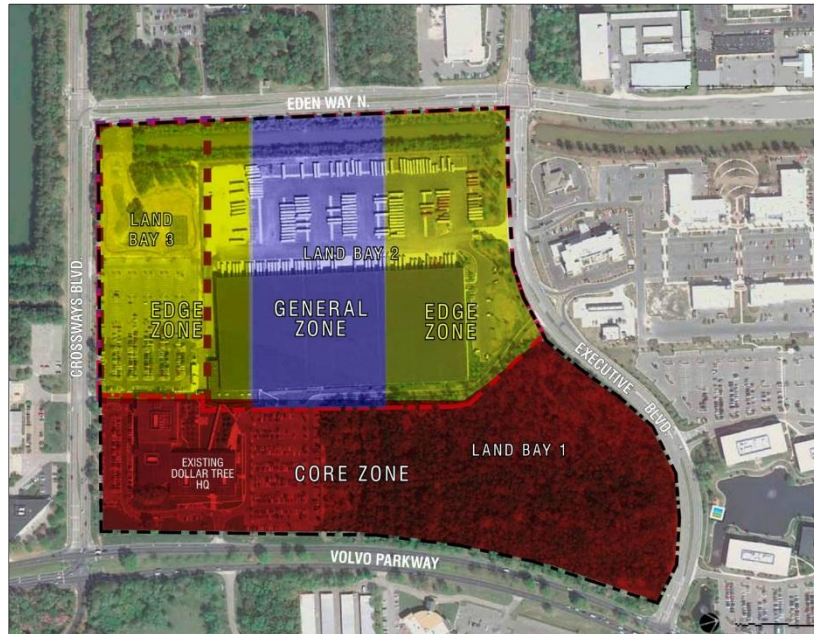 EDEN WAY N.
CROSSWAYS BLVD
LAND
BAY 3
LAND BAY 2
EDGE
ZONE
GENERAL
ZONE
EDGE
ZONE
EXECUTIVE BLVD.
LAND BAY 1
EXISTING
DOLLAR TREE
HQ
CORE ZONE
VOLVO PARKWAY